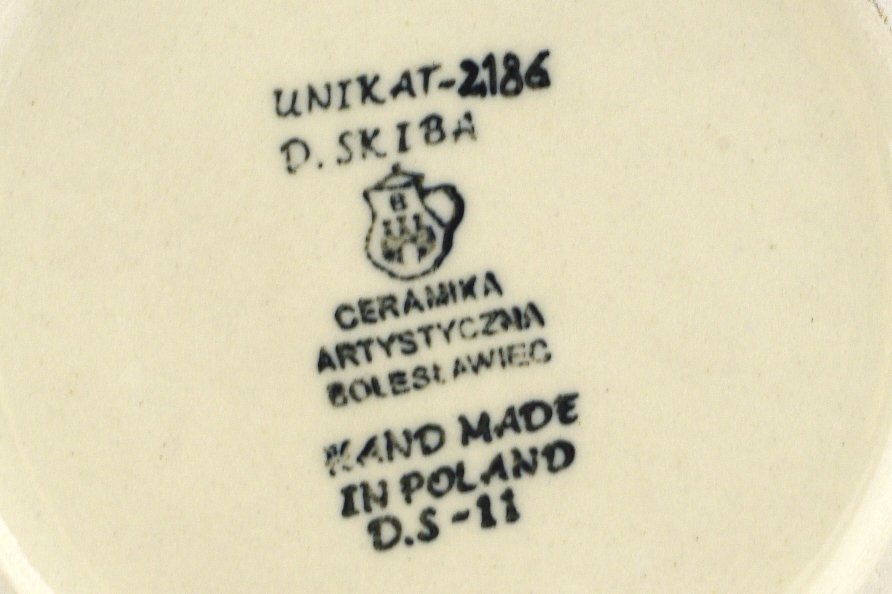 UNIKAT-2186
D. SKIBA
B
CERAMIKA
ARTYSTYCZNA
BOLESŁAWIEC
HAND MADE
IN POLAND
D.S-11